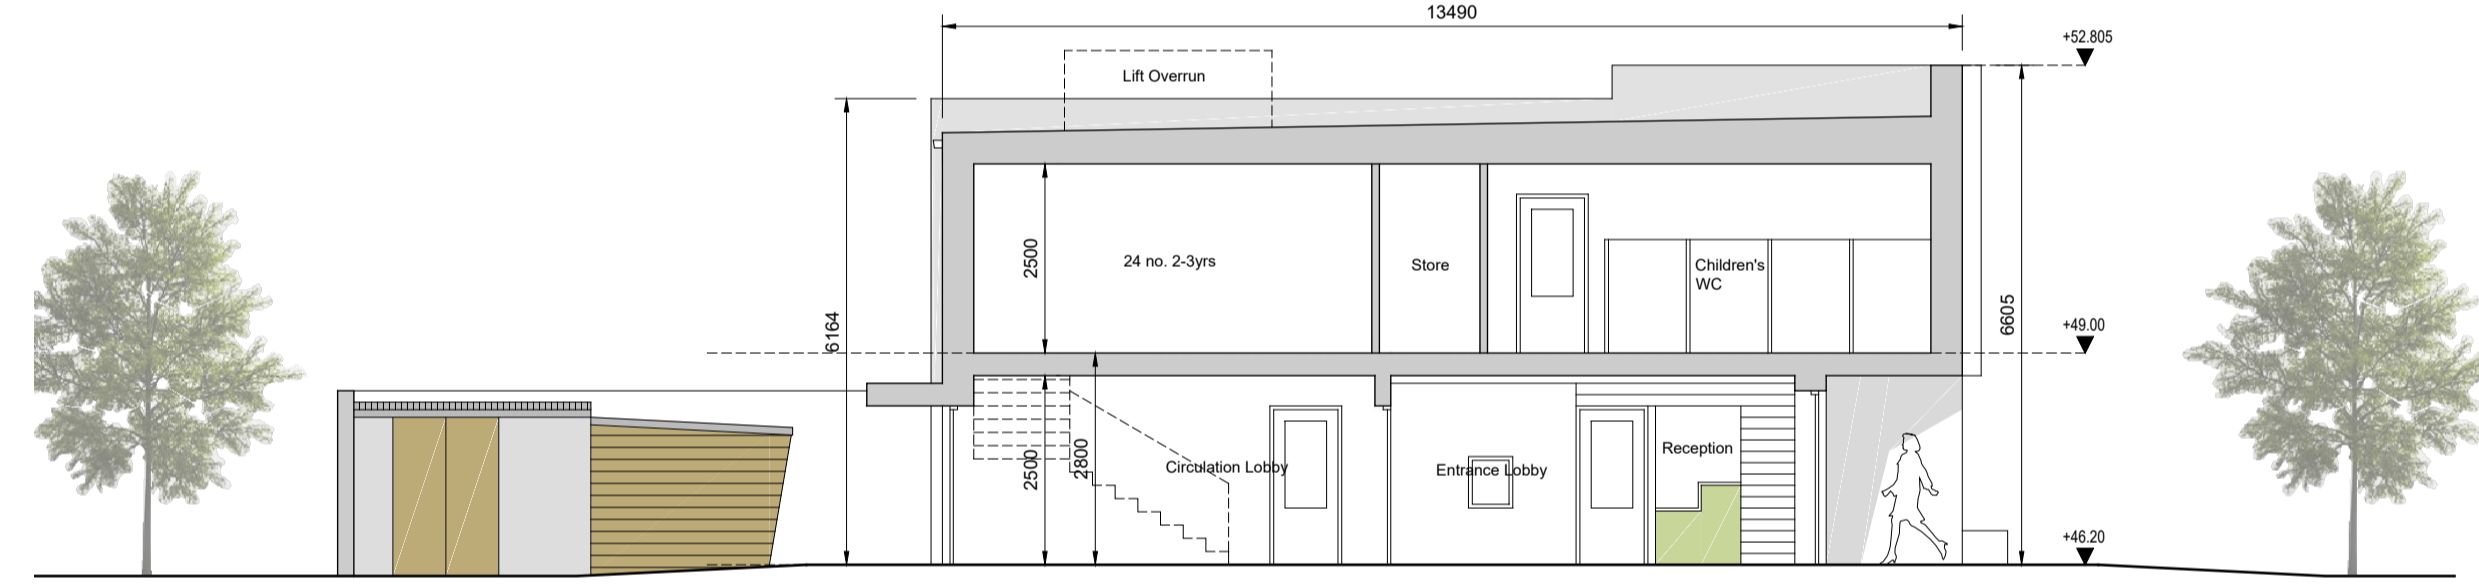 13490
+52.805
Lift Overrun
2500
24 no. 2-3yrs
Store
Children's
WC
6164
6605
+49.00
2500
2800
Circulation Lobby
Entrance Lobby
Reception
+46.20